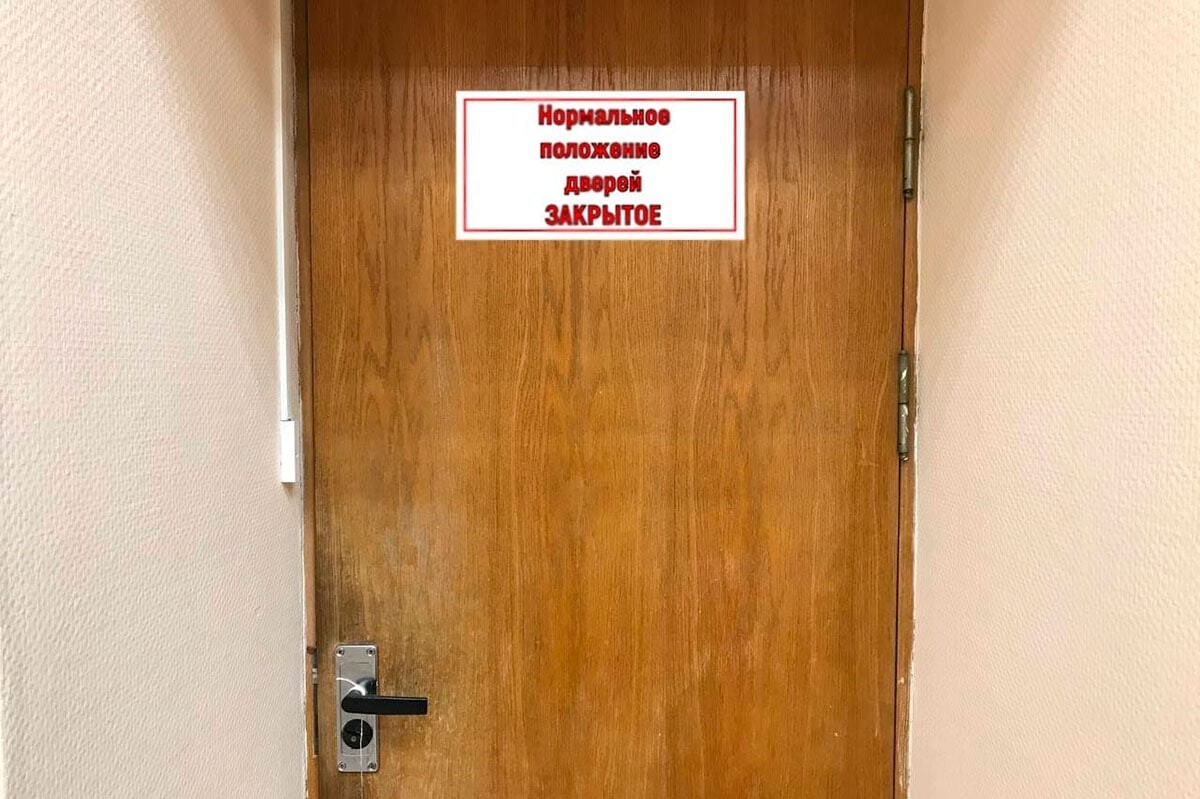 Нормальное
положение
дверей
ЗАКРЫТОЕ